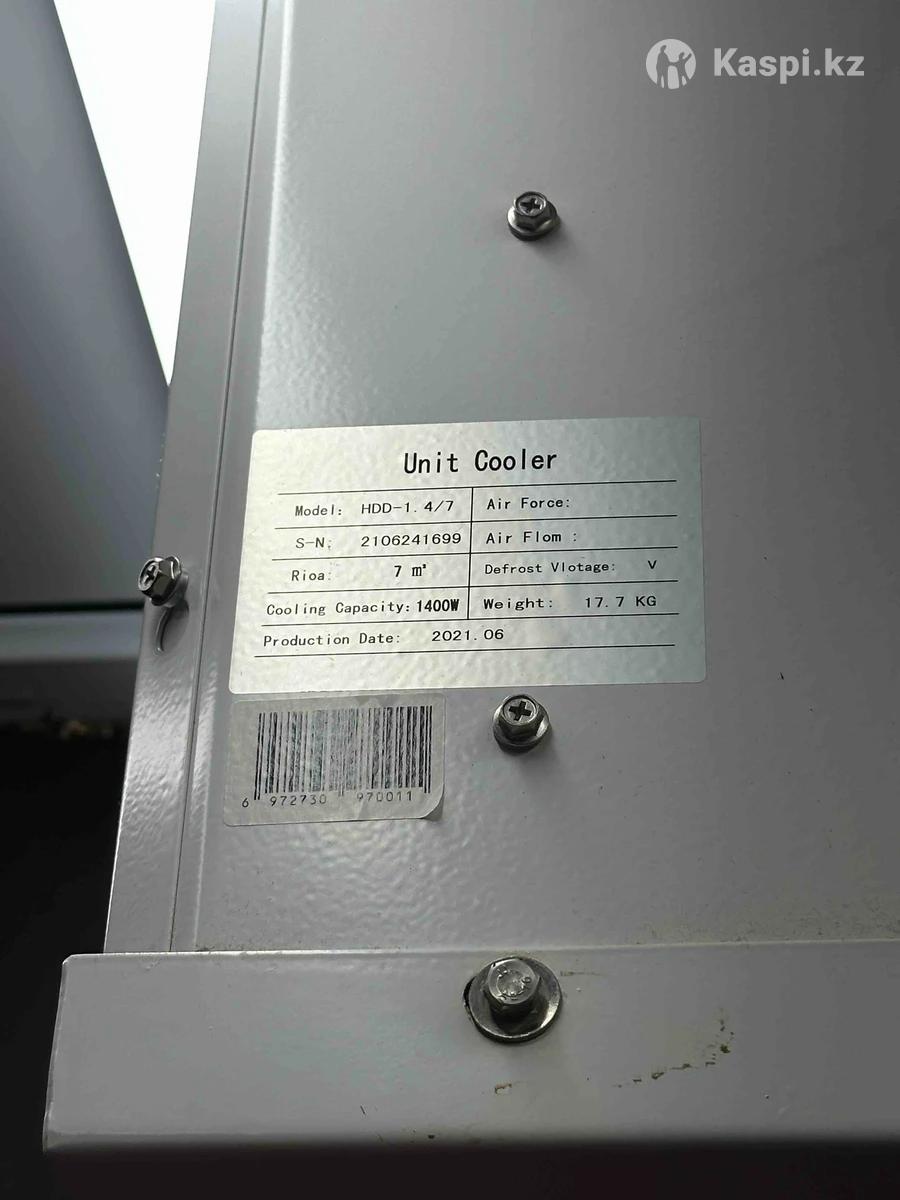 Kaspi.kz
Unit Cooler
Model: HDD-1.4/7 Air Force:
S-N: 2106241699 Air Flom :
Rioa: 7 m² Defrost Vlotage: V
Cooling Capacity: 1400W Weight: 17.7 KG
Production Date: 2021.06
6 972730 970011